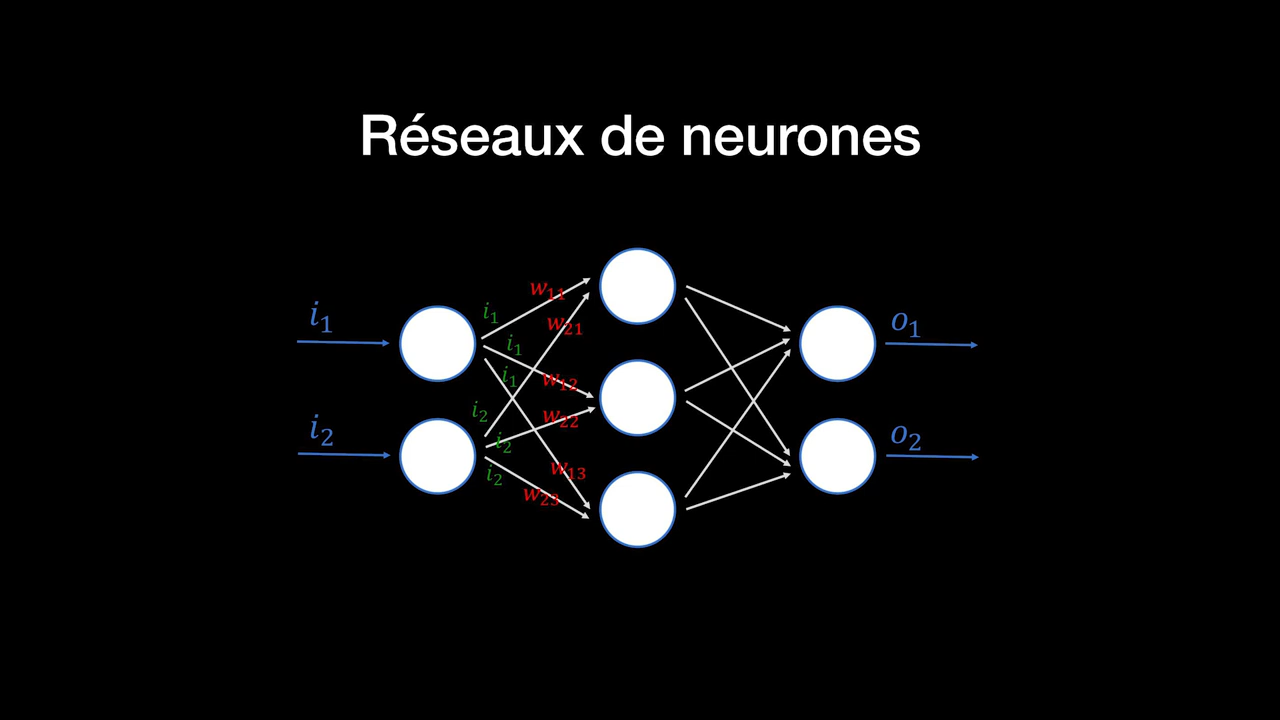 Réseaux de neurones
w₁₁
i₁
i₁
w₂₁
o₁
i₁
i₁
w₁₂
i₂
w₂₂
i₂
i₂
o₂
i₂
w₁₃
w₂₃